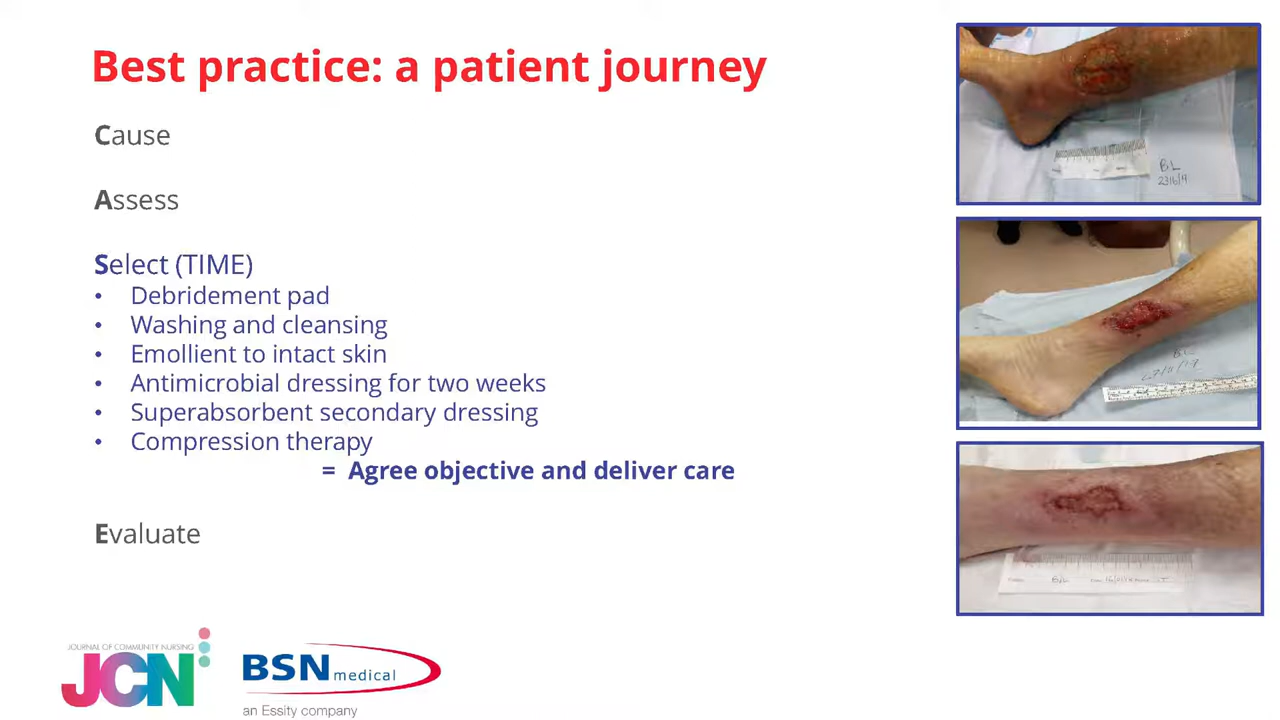 Best practice: a patient journey
Cause
Assess
Select (TIME)
• Debridement pad
• Washing and cleansing
• Emollient to intact skin
• Antimicrobial dressing for two weeks
• Superabsorbent secondary dressing
• Compression therapy
= Agree objective and deliver care
Evaluate
BL
JOURNAL OF COMMUNITY NURSING
JCN
BSN medical
an Essity company